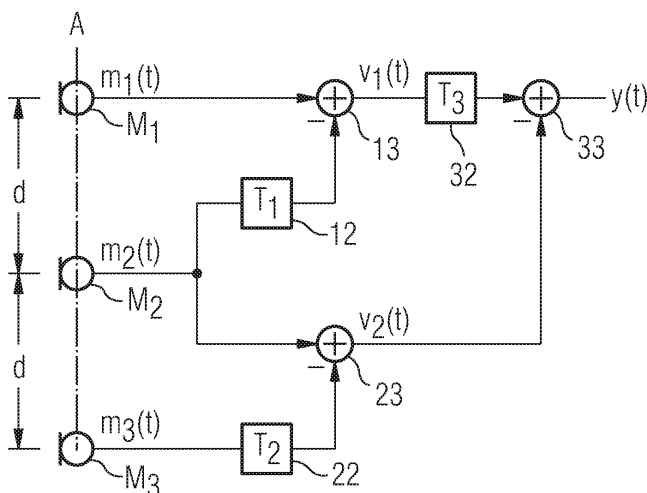 A
m1(t)
v1(t)
T3
y(t)
M1
– 13
32
– 33
d
T1
12
m2(t)
M2
v2(t)
d
– 23
m3(t)
T2
M3
22